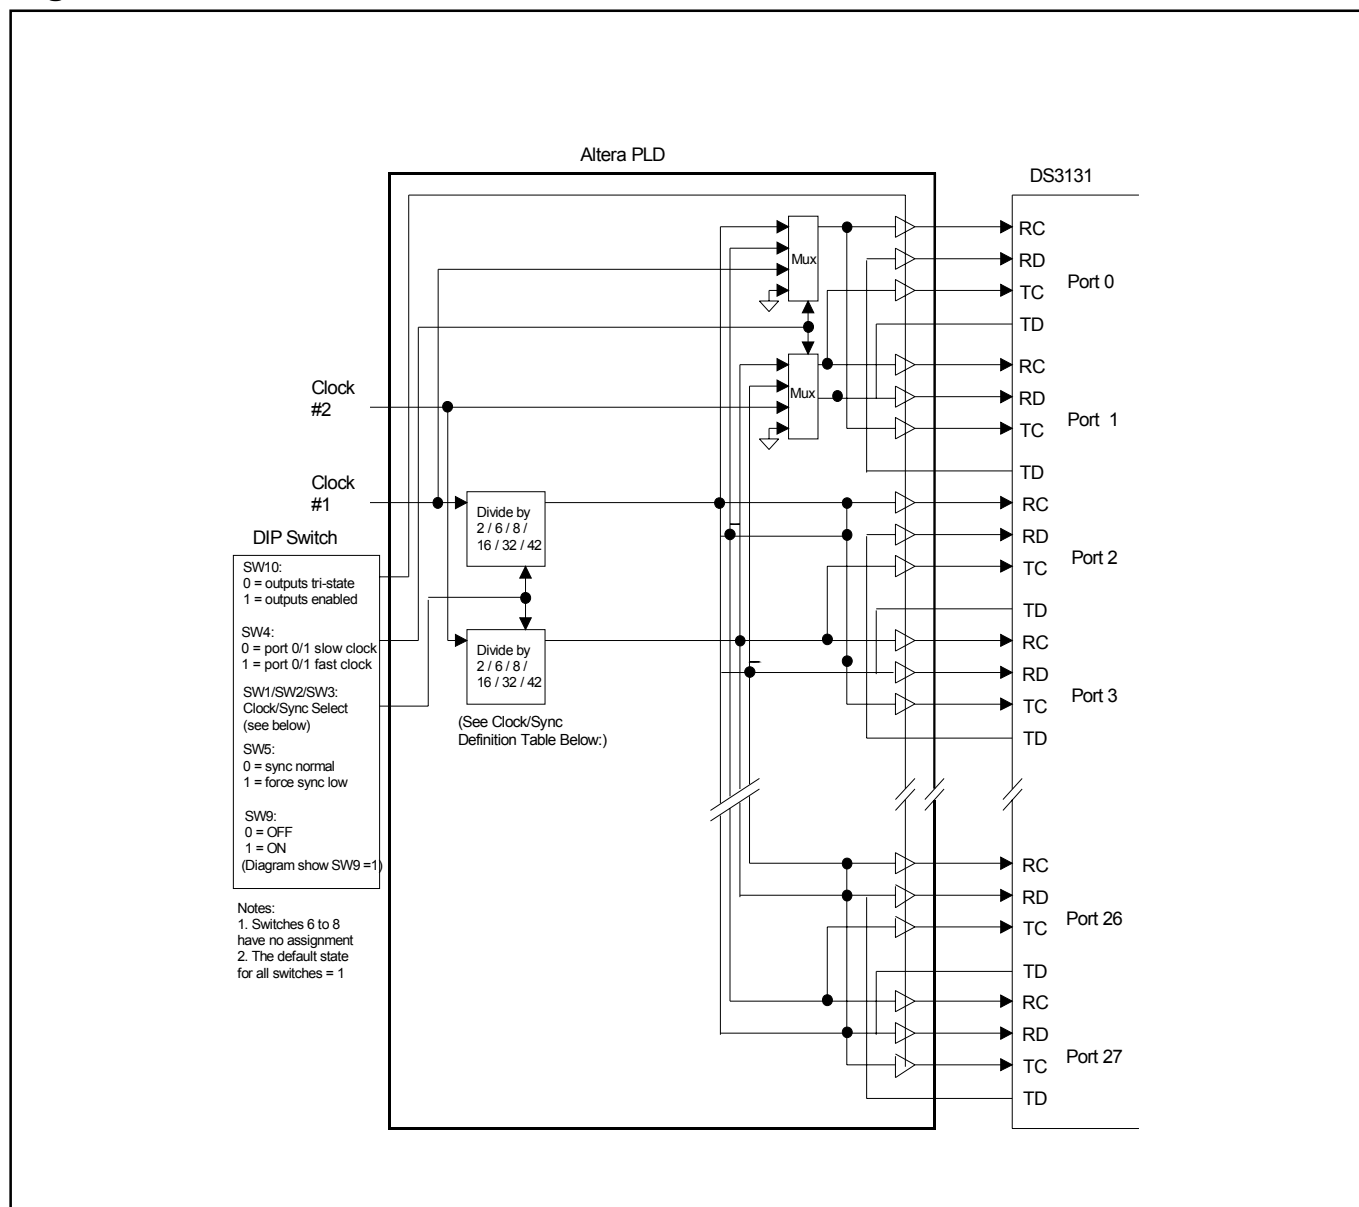 Altera PLD
DS3131
RC
RD
Port 0
TC
TD
Mux
RC
RD
Port 1
TC
TD
Mux
Clock
#2
Clock
#1
RC
RD
Port 2
TC
TD
Divide by
2 / 6 / 8 /
16 / 32 / 42
RC
RD
Port 3
TC
TD
Divide by
2 / 6 / 8 /
16 / 32 / 42
(See Clock/Sync
Definition Table Below:)
DIP Switch
SW10:
0 = outputs tri-state
1 = outputs enabled
SW4:
0 = port 0/1 slow clock
1 = port 0/1 fast clock
SW1/SW2/SW3:
Clock/Sync Select
(see below)
SW5:
0 = sync normal
1 = force sync low
SW9:
0 = OFF
1 = ON
(Diagram show SW9 =1)
Notes:
1. Switches 6 to 8
have no assignment
2. The default state
for all switches = 1
RC
RD
Port 26
TC
TD
RC
RD
Port 27
TC
TD